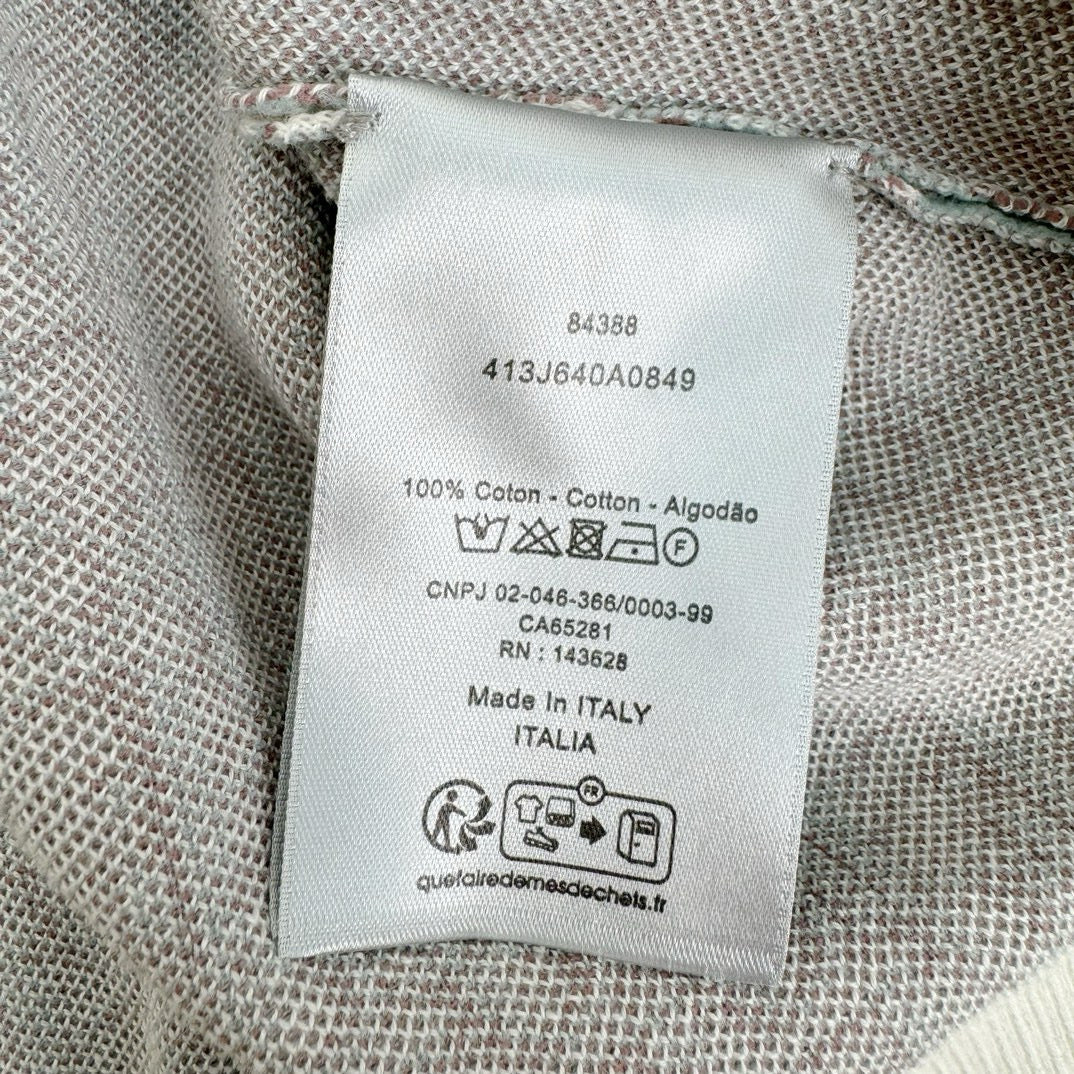 84388
413J640A0849
100% Coton - Cotton - Algodão
F
CNPJ 02-046-366/0003-99
CA65281
RN : 143628
Made In ITALY
ITALIA
FR
quefairedemesdechets.fr